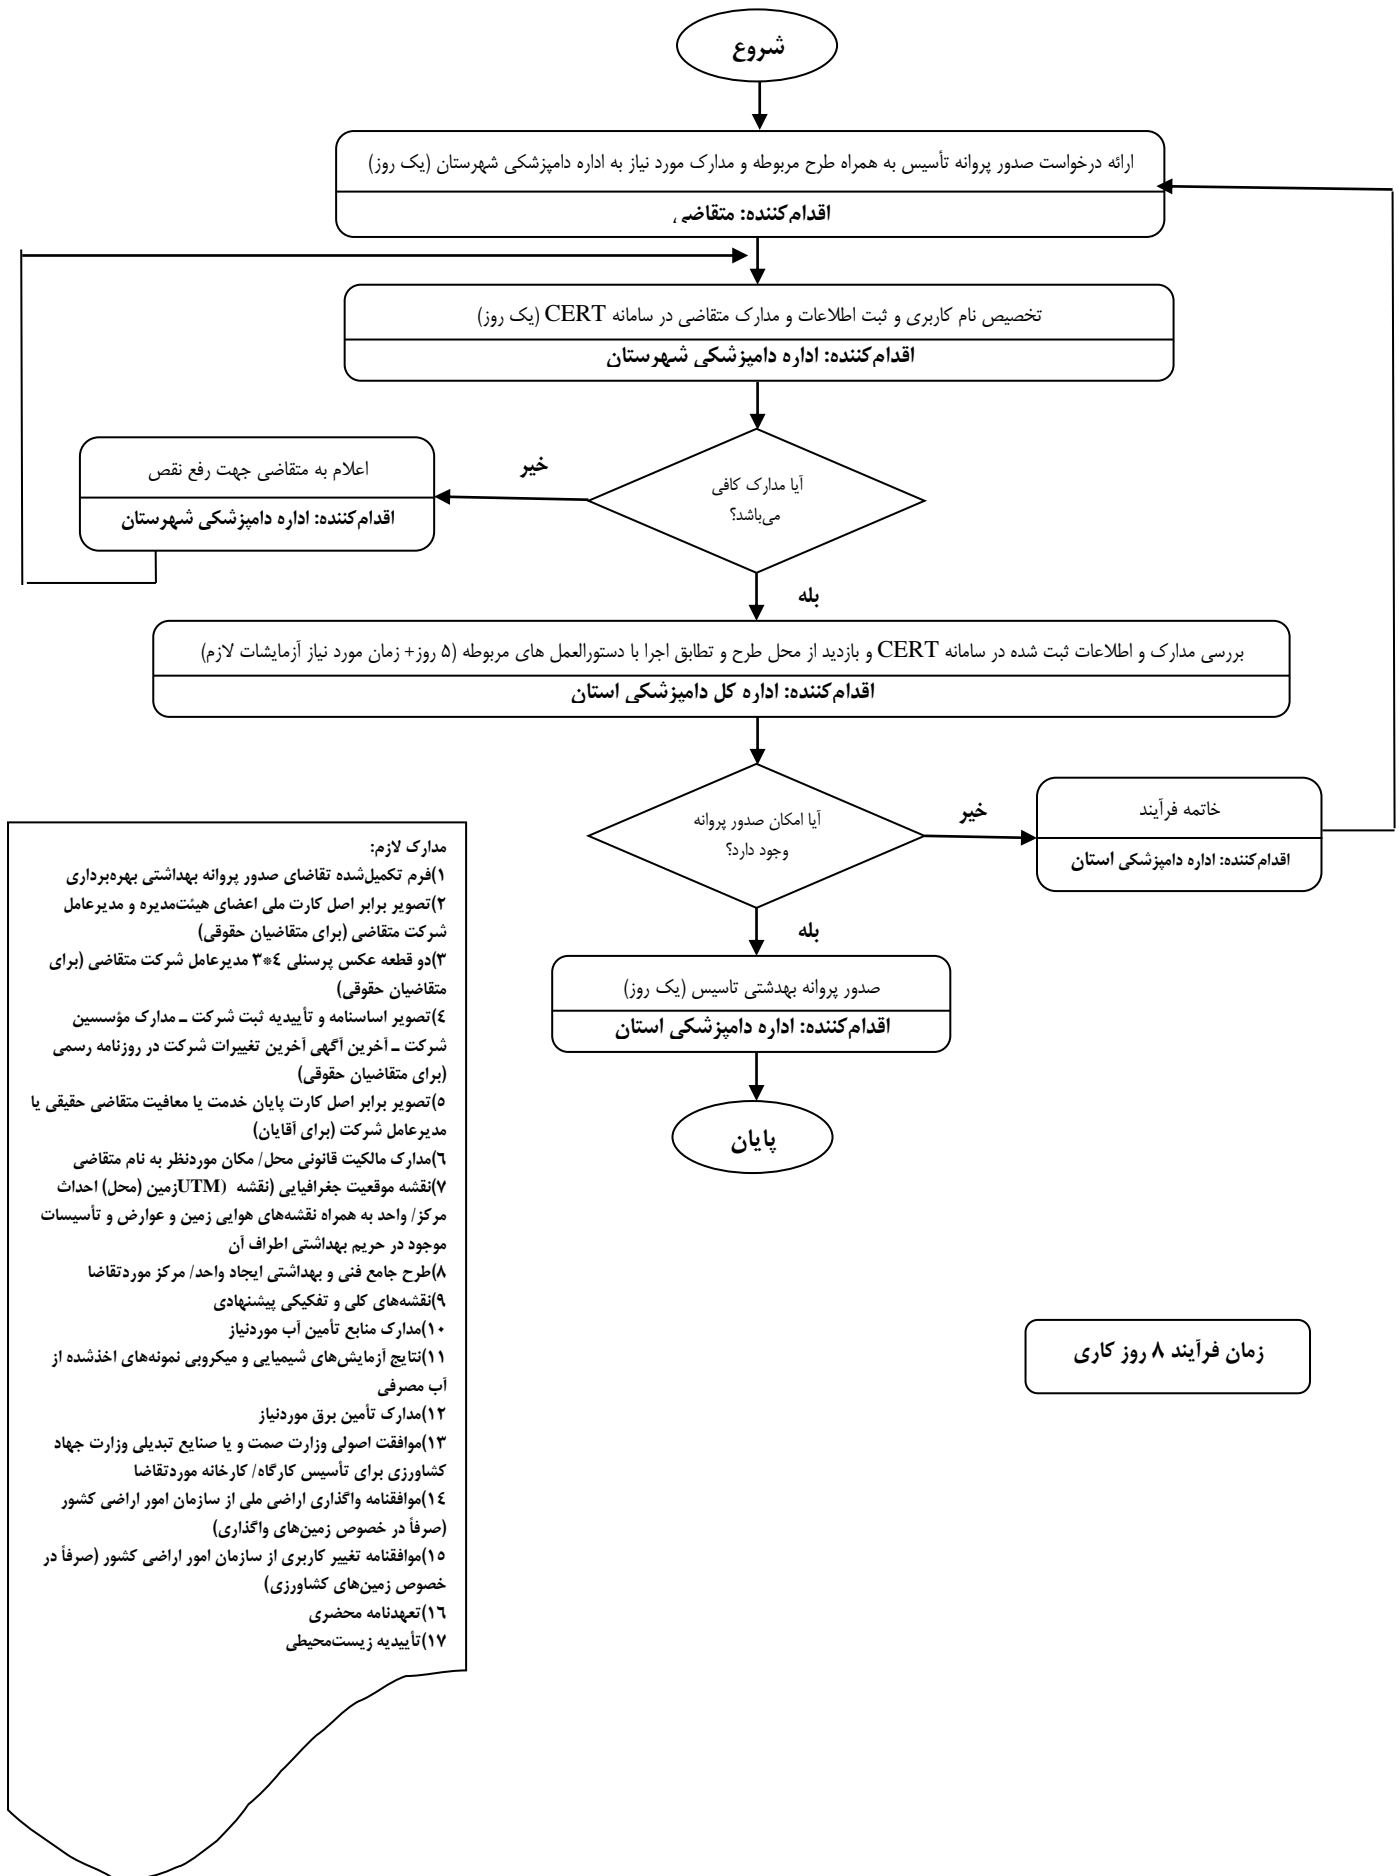 شروع
ارائه درخواست صدور پروانه تأسیس به همراه طرح مربوطه و مدارک مورد نیاز به اداره دامپزشکی شهرستان (یک روز)
اقدام‌کننده: متقاضی
تخصیص نام کاربری و ثبت اطلاعات و مدارک متقاضی در سامانه CERT (یک روز)
اقدام‌کننده: اداره دامپزشکی شهرستان
آیا مدارک کافی
می‌باشد؟
خیر
اعلام به متقاضی جهت رفع نقص
اقدام‌کننده: اداره دامپزشکی شهرستان
بله
بررسی مدارک و اطلاعات ثبت شده در سامانه CERT و بازدید از محل طرح و تطابق اجرا با دستورالعمل های مربوطه (۵ روز+ زمان مورد نیاز آزمایشات لازم)
اقدام‌کننده: اداره کل دامپزشکی استان
آیا امکان صدور پروانه
وجود دارد؟
خیر
خاتمه فرآیند
اقدام‌کننده: اداره دامپزشکی استان
بله
صدور پروانه بهدشتی تاسیس (یک روز)
اقدام‌کننده: اداره دامپزشکی استان
پایان
مدارک لازم:
۱)فرم تکمیل‌شده تقاضای صدور پروانه بهداشتی بهره‌برداری
۲)تصویر برابر اصل کارت ملی اعضای هیئت‌مدیره و مدیرعامل
شرکت متقاضی (برای متقاضیان حقوقی)
۳)دو قطعه عکس پرسنلی ۴*۳ مدیرعامل شرکت متقاضی (برای
متقاضیان حقوقی)
۴)تصویر اساسنامه و تأییدیه ثبت شرکت – مدارک مؤسسین
شرکت – آخرین آگهی آخرین تغییرات شرکت در روزنامه رسمی
(برای متقاضیان حقوقی)
۵)تصویر برابر اصل کارت پایان خدمت یا معافیت متقاضی حقیقی یا
مدیرعامل شرکت (برای آقایان)
۶)مدارک مالکیت قانونی محل/ مکان موردنظر به نام متقاضی
۷)نقشه موقعیت جغرافیایی (نقشه (UTMزمین (محل) احداث
مرکز/ واحد به همراه نقشه‌های هوایی زمین و عوارض و تأسیسات
موجود در حریم بهداشتی اطراف آن
۸)طرح جامع فنی و بهداشتی ایجاد واحد/ مرکز موردتقاضا
۹)نقشه‌های کلی و تفکیکی پیشنهادی
۱۰)مدارک منابع تأمین آب موردنیاز
۱۱)نتایج آزمایش‌های شیمیایی و میکروبی نمونه‌های اخذشده از
آب مصرفی
۱۲)مدارک تأمین برق موردنیاز
۱۳)موافقت اصولی وزارت صمت و یا صنایع تبدیلی وزارت جهاد
کشاورزی برای تأسیس کارگاه/ کارخانه موردتقاضا
۱۴)موافقتنامه واگذاری اراضی ملی از سازمان امور اراضی کشور
(صرفاً در خصوص زمین‌های واگذاری)
۱۵)موافقتنامه تغییر کاربری از سازمان امور اراضی کشور (صرفاً در
خصوص زمین‌های کشاورزی)
۱۶)تعهدنامه محضری
۱۷)تأییدیه زیست‌محیطی
زمان فرآیند ۸ روز کاری